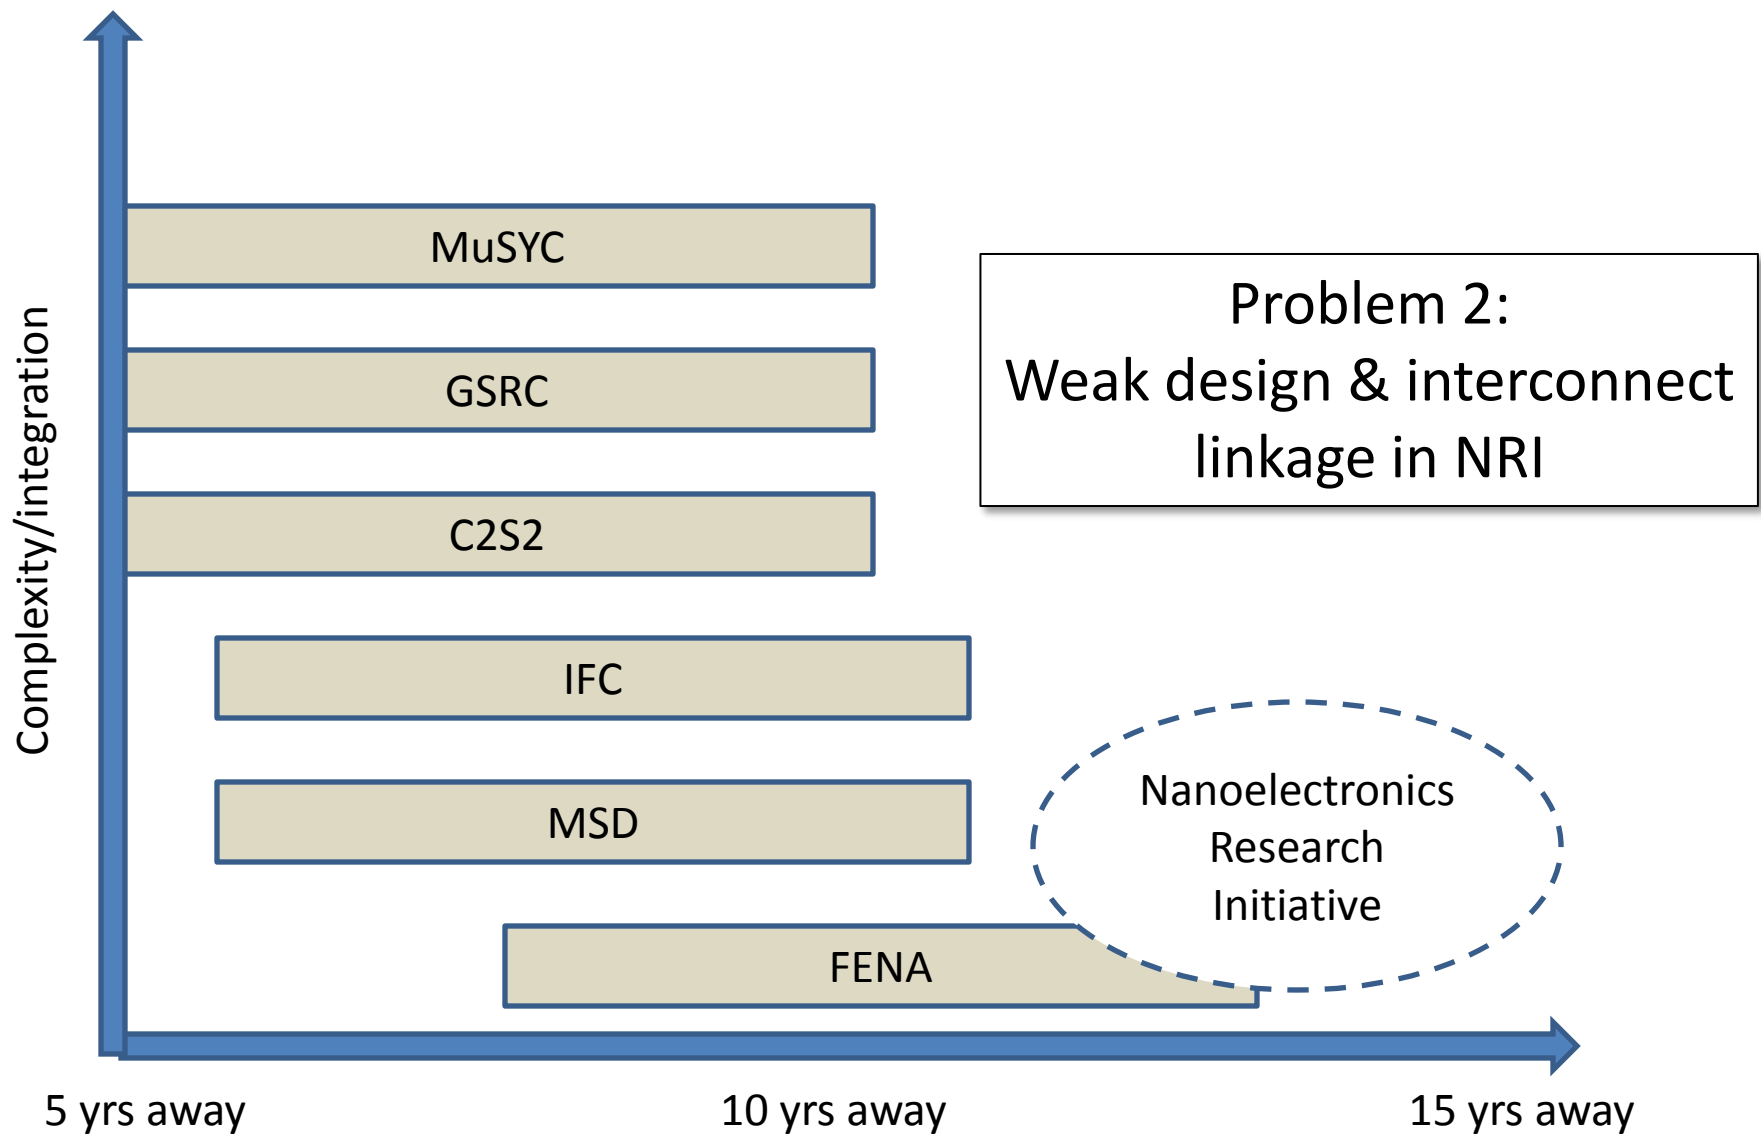 Complexity/integration
MuSYC
GSRC
C2S2
IFC
MSD
FENA
Problem 2:
Weak design & interconnect
linkage in NRI
Nanoelectronics
Research
Initiative
5 yrs away
10 yrs away
15 yrs away